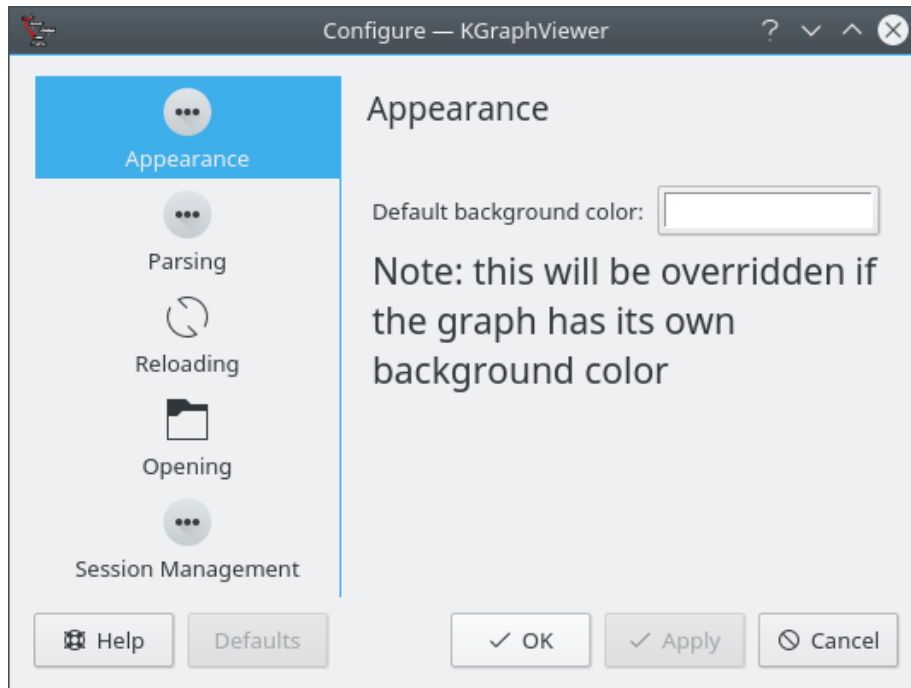 Configure — KGraphViewer
Appearance
Parsing
Reloading
Opening
Session Management
Appearance
Default background color:
Note: this will be overridden if
the graph has its own
background color
Help
Defaults
OK
Apply
Cancel